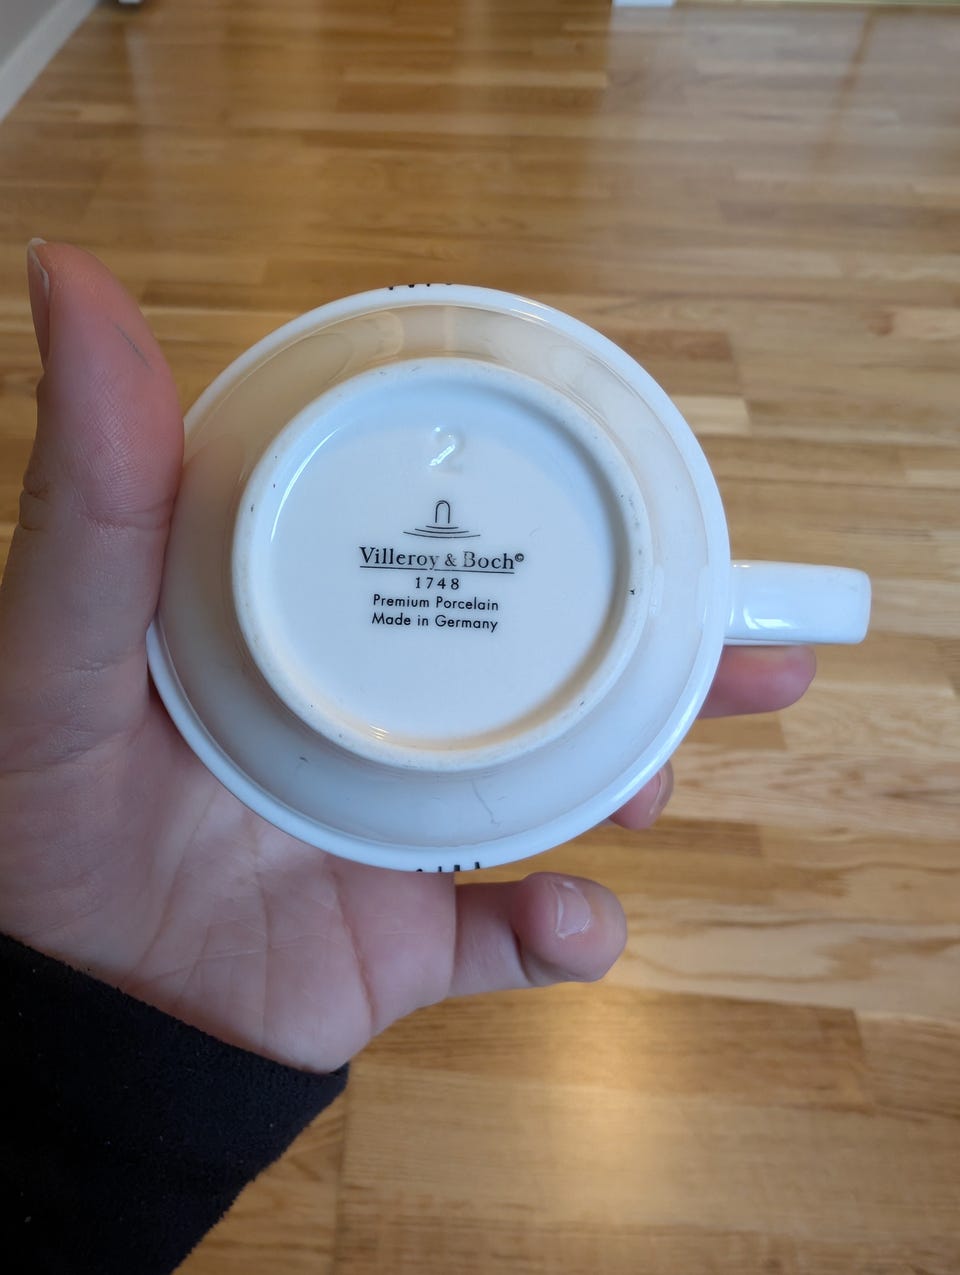 2
Villeroy & Boch©
1748
Premium Porcelain
Made in Germany